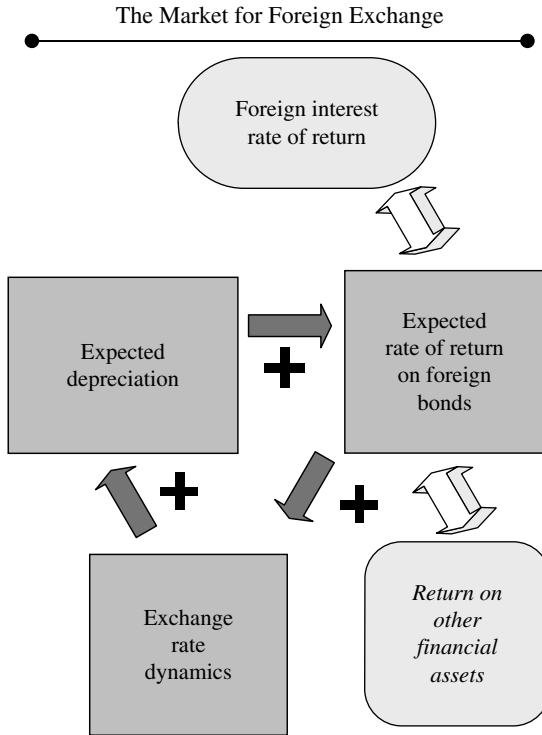 The Market for Foreign Exchange
Foreign interest
rate of return
Expected
depreciation
+
Expected
rate of return
on foreign
bonds
+
+
Exchange
rate
dynamics
Return on
other
financial
assets